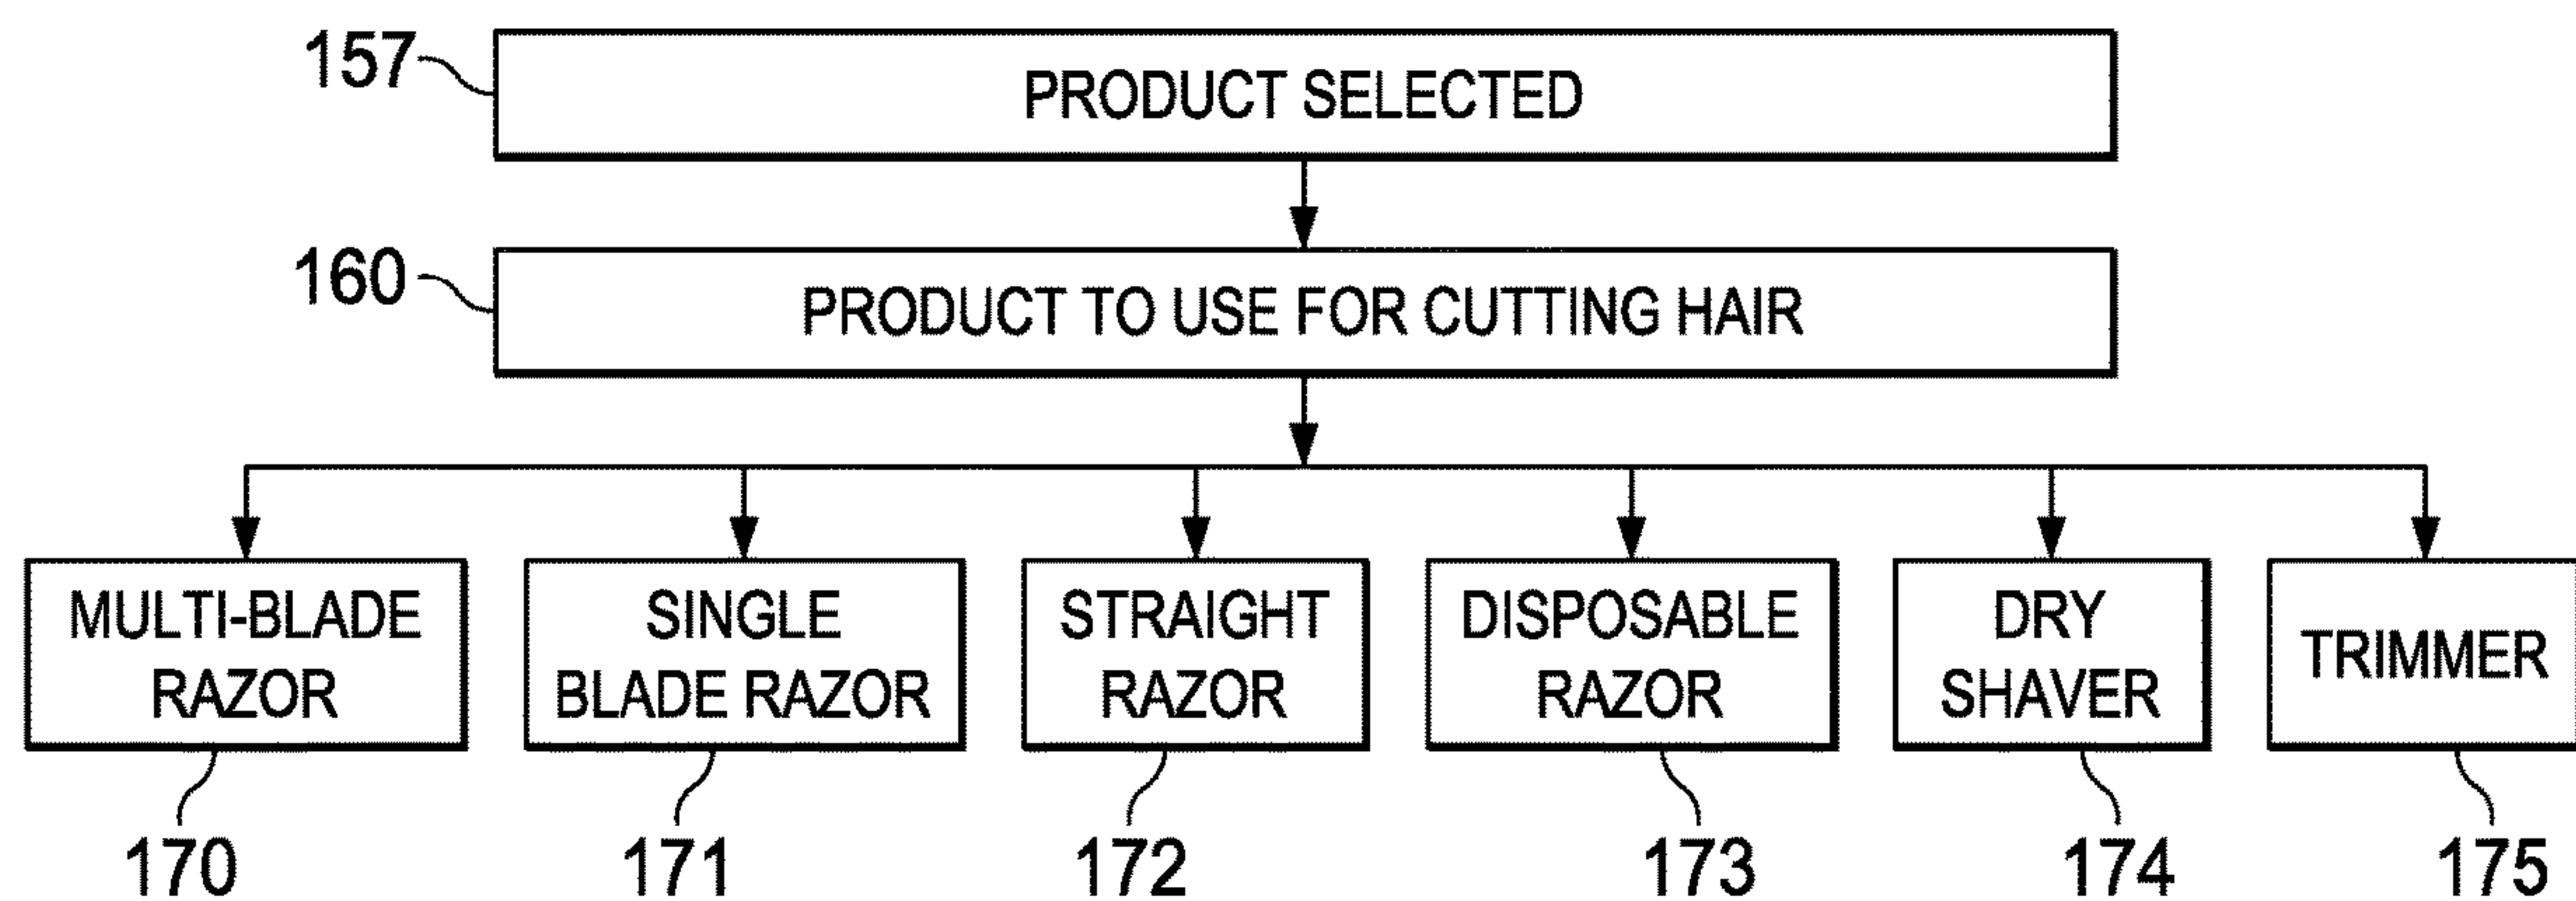 157
PRODUCT SELECTED
160
PRODUCT TO USE FOR CUTTING HAIR
MULTI-BLADE
RAZOR
SINGLE
BLADE RAZOR
STRAIGHT
RAZOR
DISPOSABLE
RAZOR
DRY
SHAVER
TRIMMER
170
171
172
173
174
175